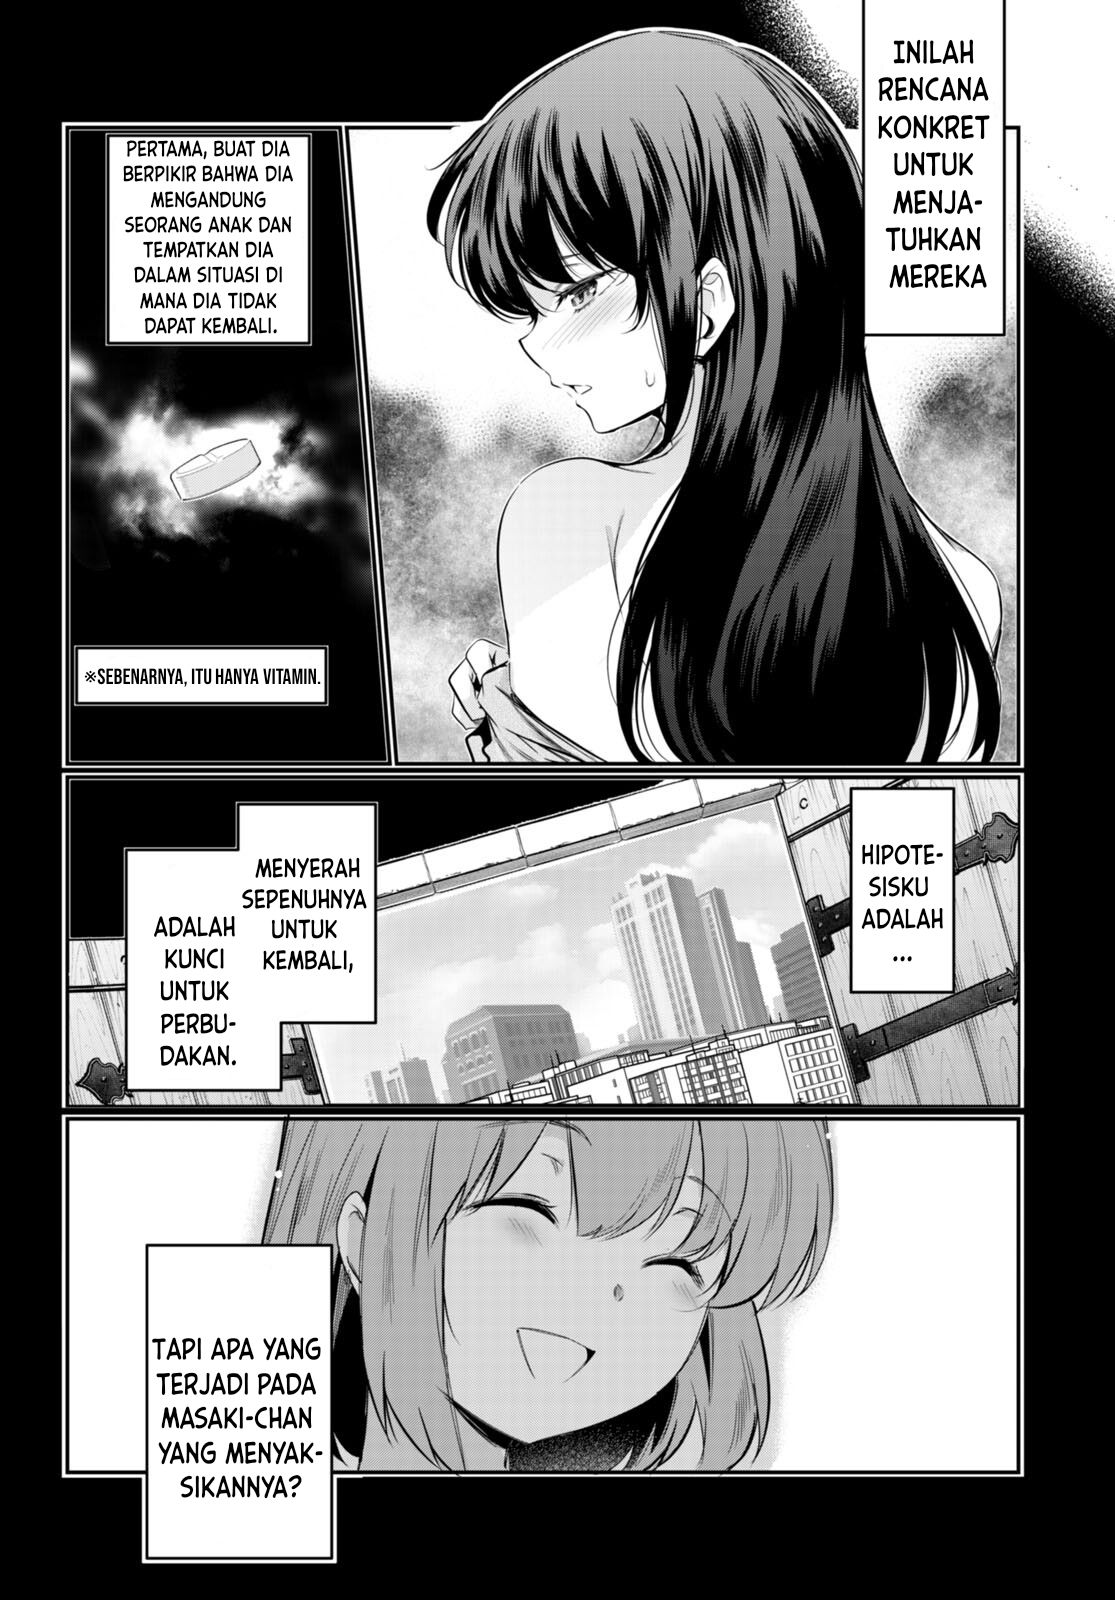 INILAH
RENCANA
KONKRET
UNTUK
MENJA-
TUHKAN
MEREKA
PERTAMA, BUAT DIA
BERPIKIR BAHWA DIA
MENGANDUNG
SEORANG ANAK DAN
TEMPATKAN DIA
DALAM SITUASI DI
MANA DIA TIDAK
DAPAT KEMBALI.
※SEBENARNYA, ITU HANYA VITAMIN.
HIPOTE-
SISKU
ADALAH
...
MENYERAH
SEPENUHNYA
UNTUK
KEMBALI,
ADALAH
KUNCI
UNTUK
PERBU-
DAKAN.
TAPI APA YANG
TERJADI PADA
MASAKI-CHAN
YANG MENYAK-
SIKANNYA?